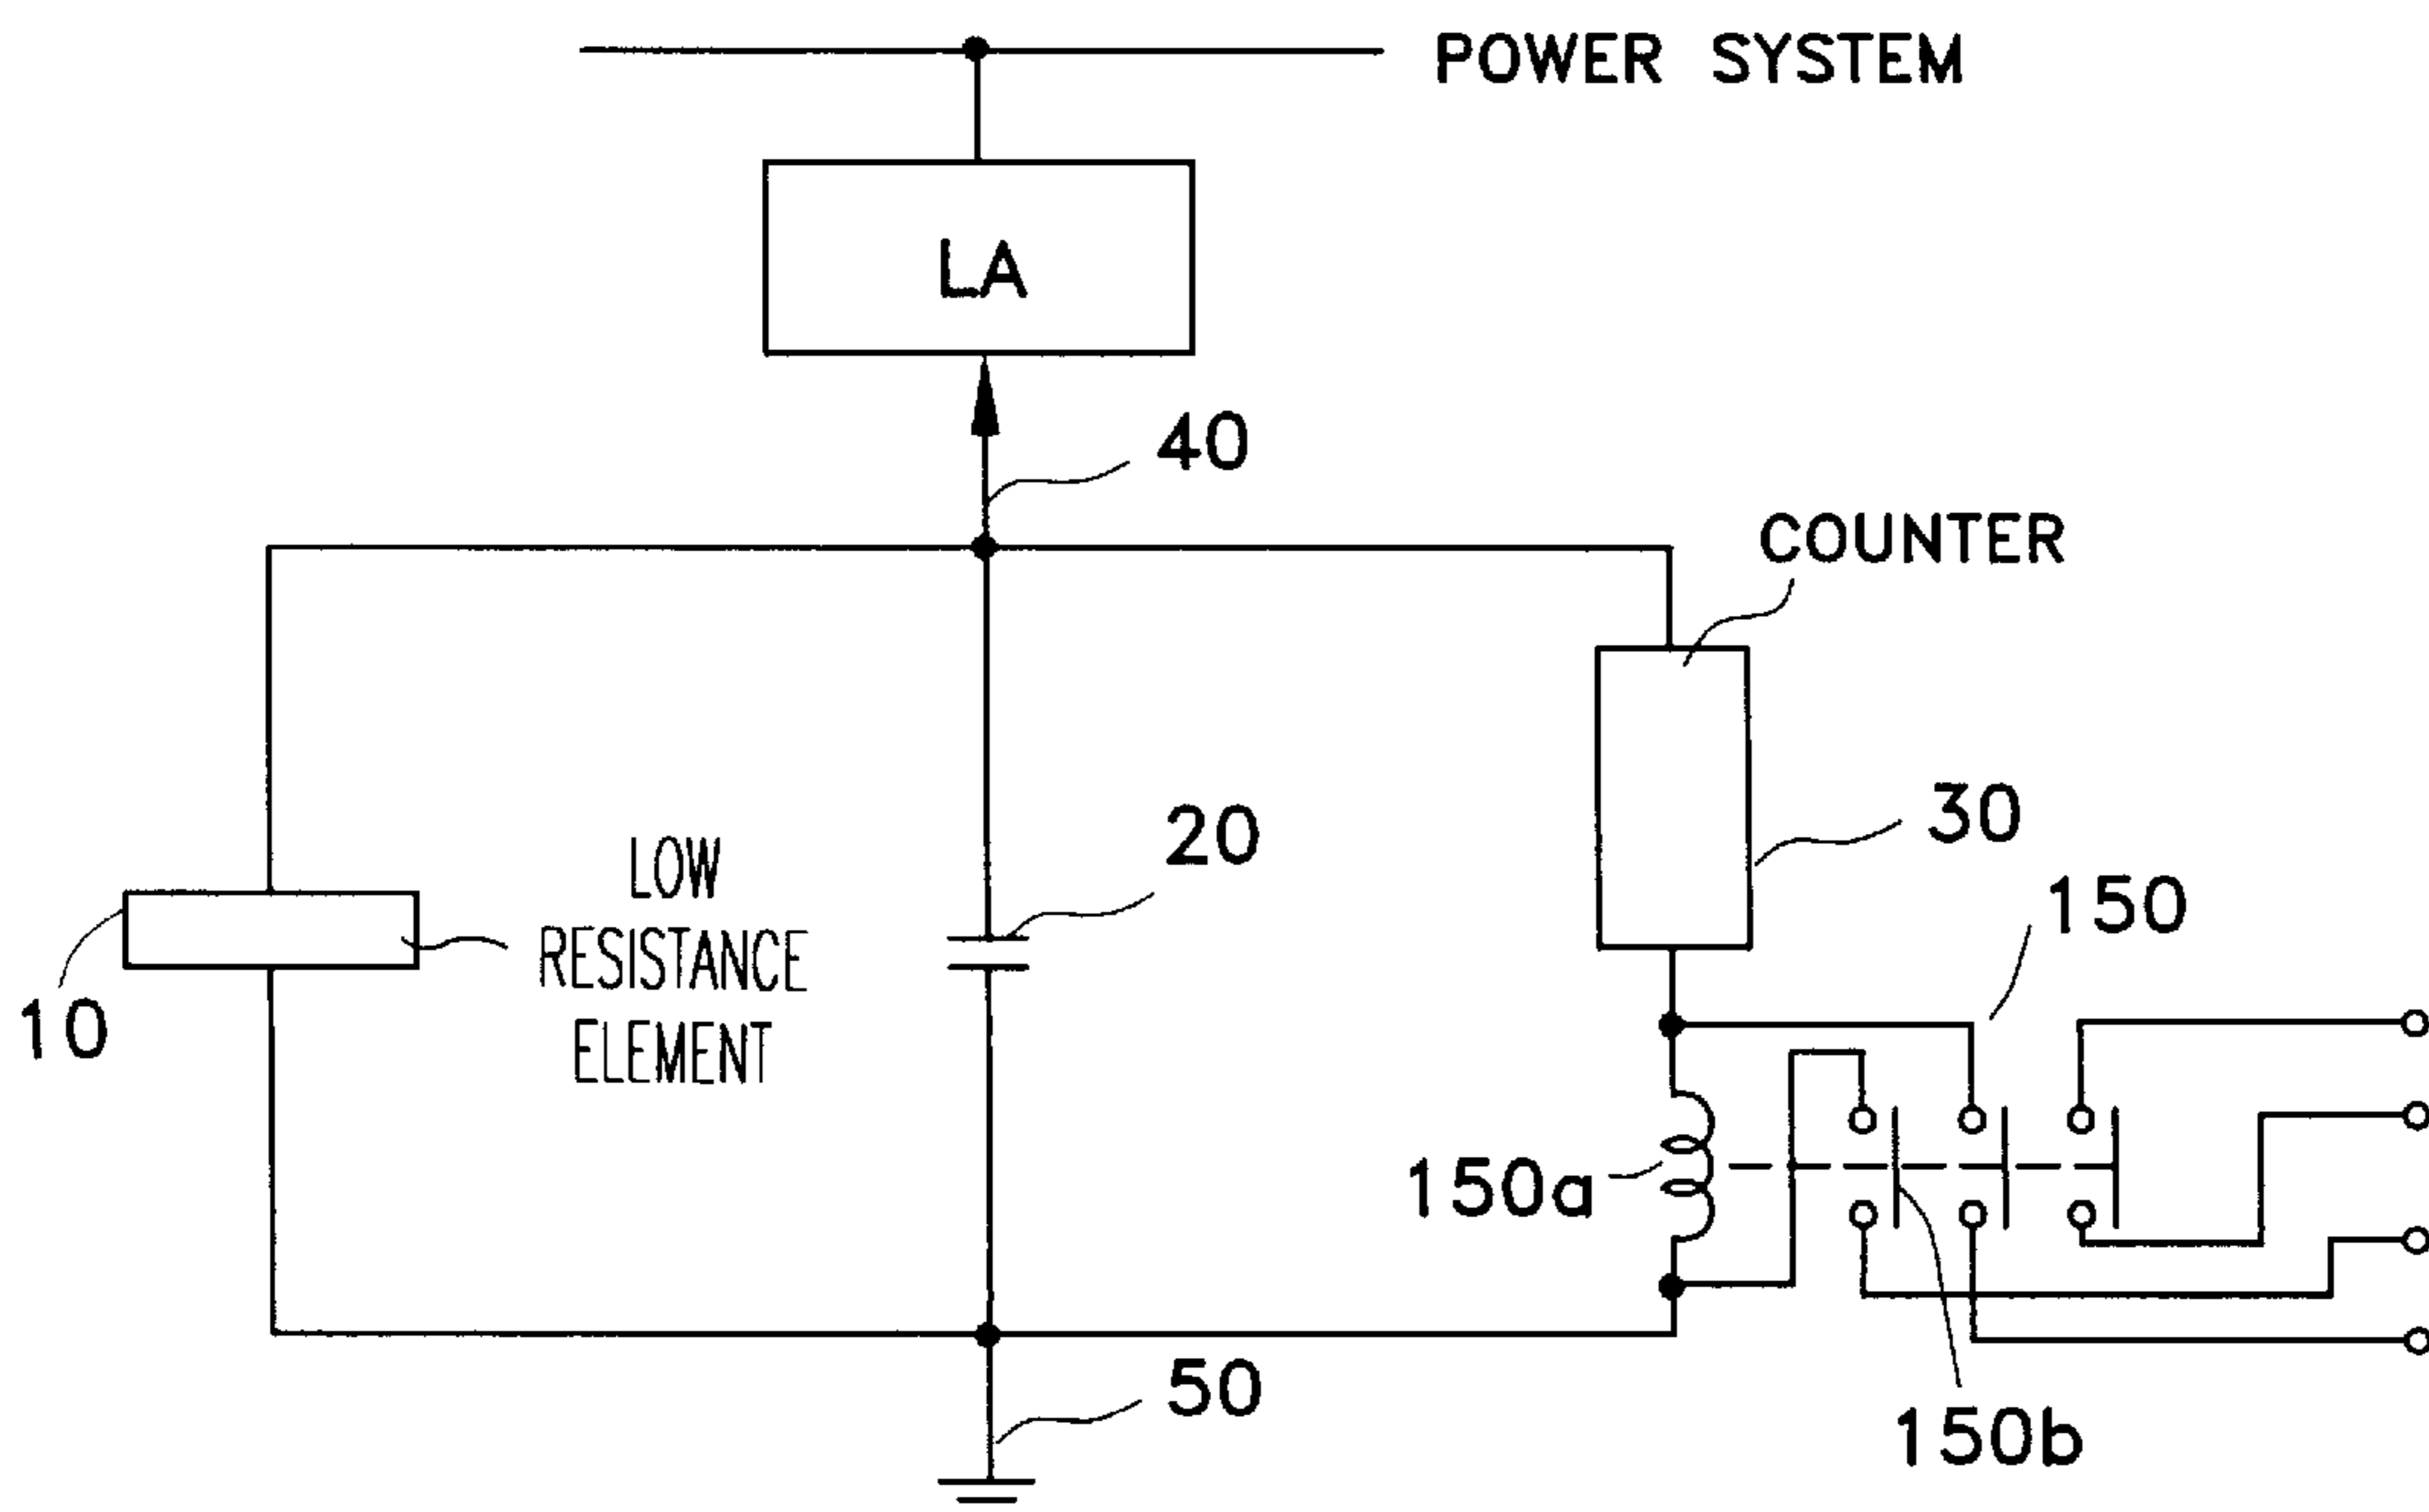 POWER SYSTEM
LA
40
COUNTER
20
30
LOW
RESISTANCE
ELEMENT
10
150
150a
50
150b